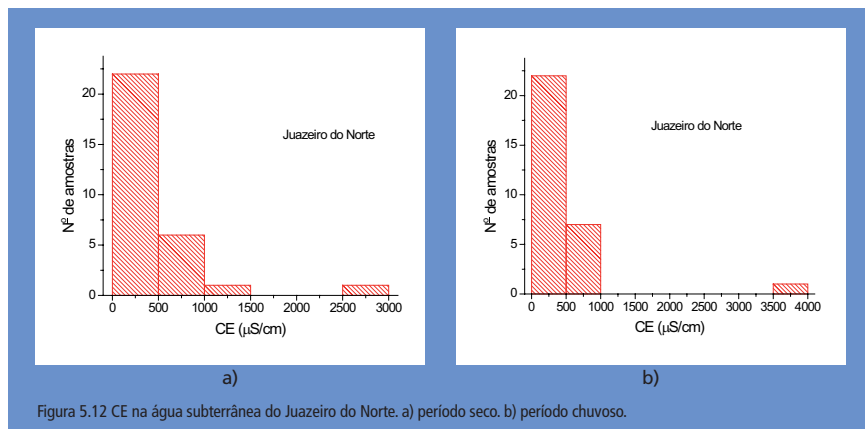 Nº de amostras
20
15
10
5
0
Juazeiro do Norte
0 500 1000 1500 2000 2500 3000
CE (μS/cm)
a)
Nº de amostras
20
15
10
5
0
Juazeiro do Norte
0 500 1000 1500 2000 2500 3000 3500 4000
CE (μS/cm)
b)
Figura 5.12 CE na água subterrânea do Juazeiro do Norte. a) período seco. b) período chuvoso.